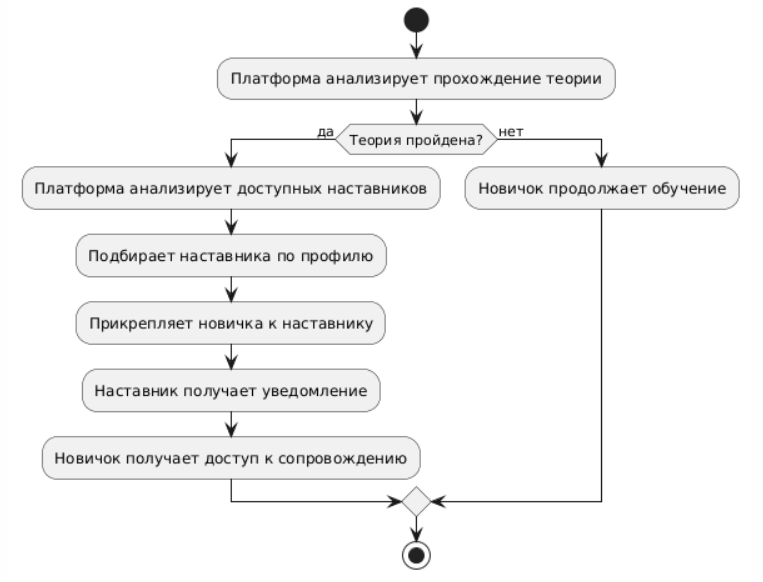 Платформа анализирует прохождение теории
да
Теория пройдена?
нет
Платформа анализирует доступных наставников
Новичок продолжает обучение
Подбирает наставника по профилю
Прикрепляет новичка к наставнику
Наставник получает уведомление
Новичок получает доступ к сопровождению